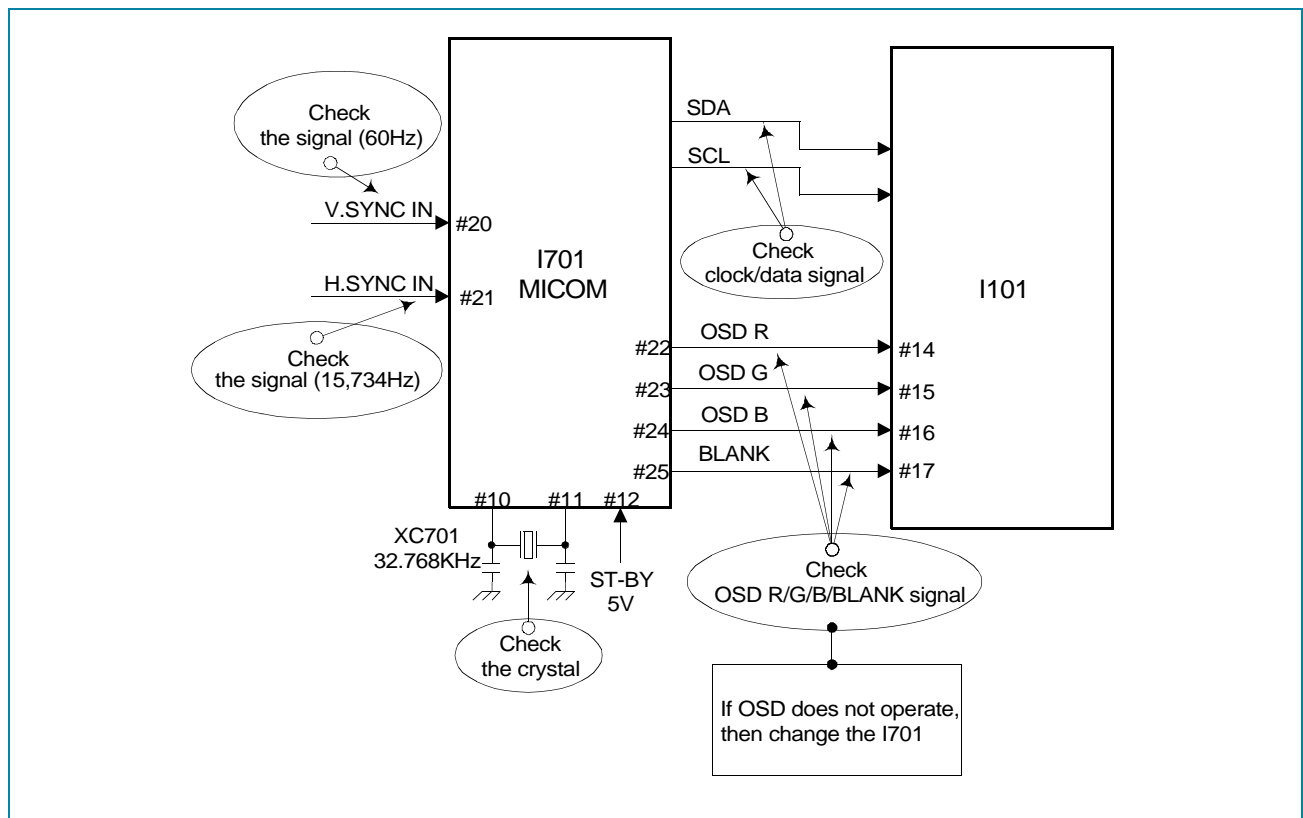 Check
the signal (60Hz)
V.SYNC IN
#20
H.SYNC IN
#21
Check
the signal (15,734Hz)
I701
MICOM
SDA
SCL
Check
clock/data signal
I101
#22
OSD R
#14
#23
OSD G
#15
#24
OSD B
#16
#25
BLANK
#17
#10
#11
#12
XC701
32.768KHz
ST-BY
5V
Check
the crystal
Check
OSD R/G/B/BLANK signal
If OSD does not operate,
then change the I701